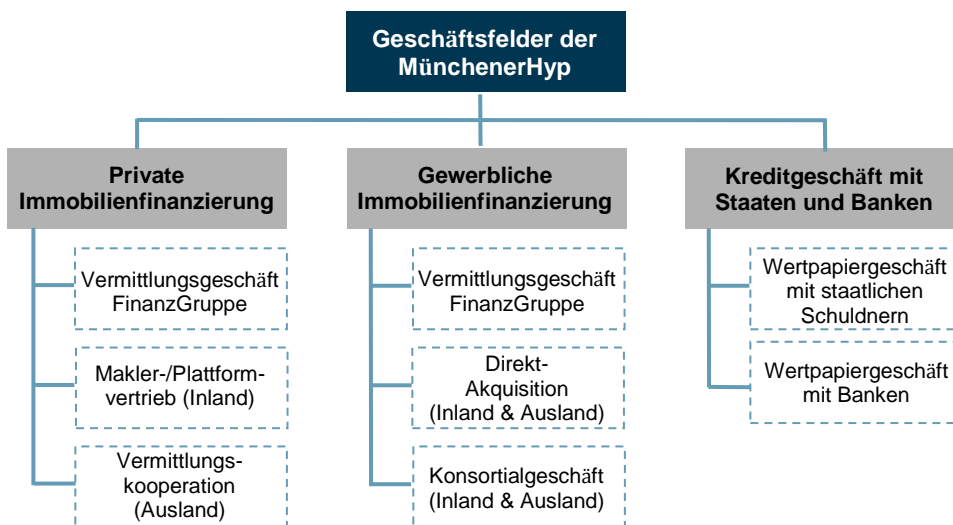 Geschäftsfelder der
MünchenerHyp
Private
Immobilienfinanzierung
Vermittlungsgeschäft
FinanzGruppe
Makler-/Plattform-
vertrieb (Inland)
Vermittlungs-
kooperation
(Ausland)
Gewerbliche
Immobilienfinanzierung
Vermittlungsgeschäft
FinanzGruppe
Direkt-
Akquisition
(Inland & Ausland)
Konsortialgeschäft
(Inland & Ausland)
Kreditgeschäft mit
Staaten und Banken
Wertpapiergeschäft
mit staatlichen
Schuldnern
Wertpapiergeschäft
mit Banken